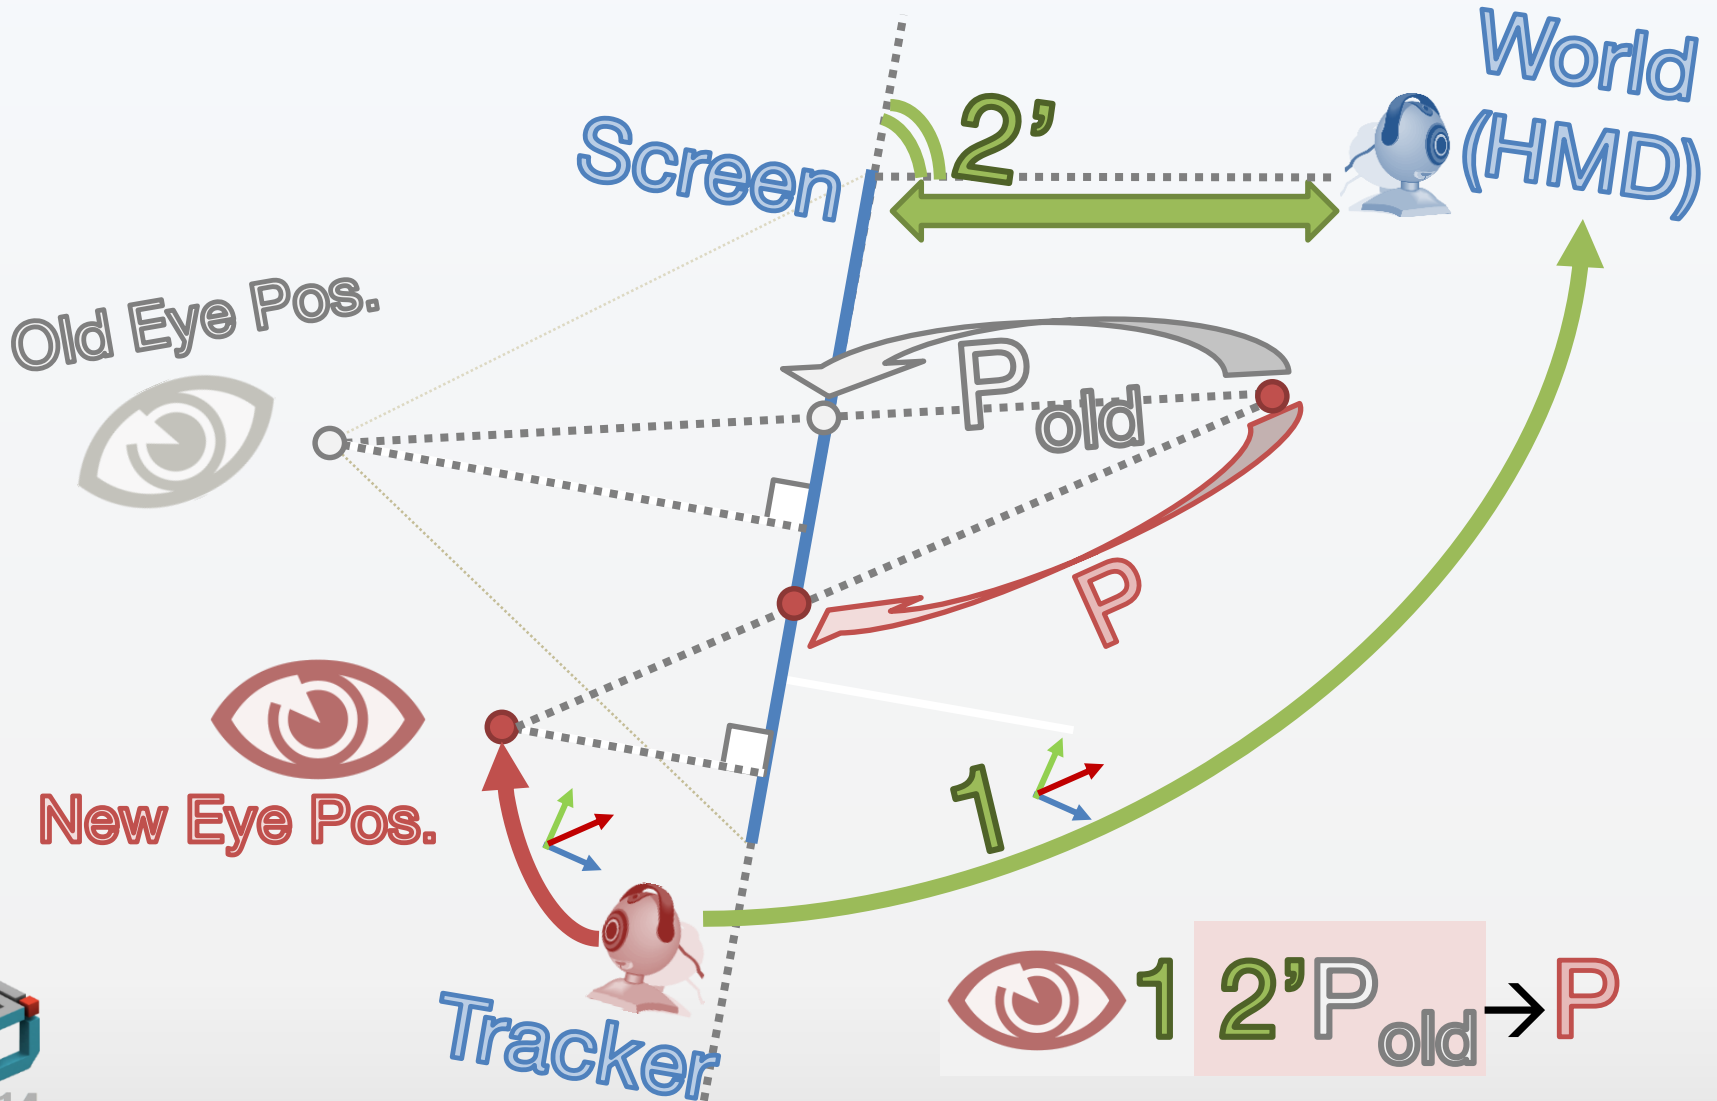 World
(HMD)
2’
Screen
Old Eye Pos.
P old
P
New Eye Pos.
1
Tracker
1 2’P old → P